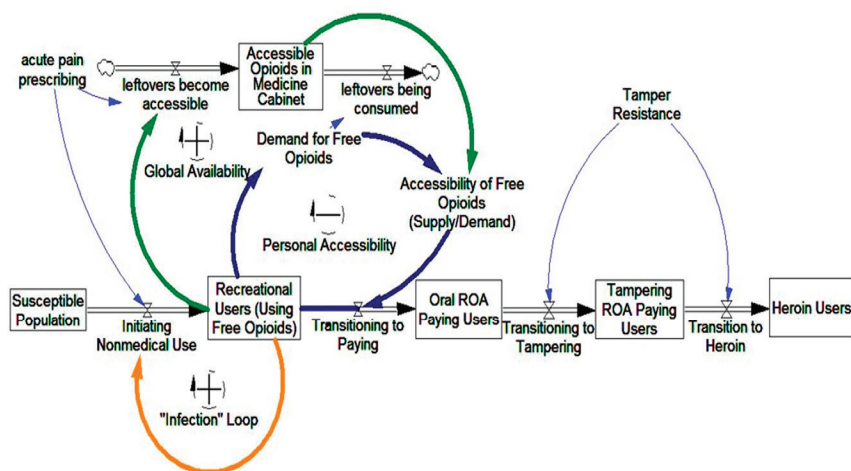 acute pain
prescribing
leftovers become
accessible
Accessible
Opioids in
Medicine
Cabinet
leftovers being
consumed
Tamper
Resistance
Demand for Free
Opioids
Global Availability
Accessibility of Free
Opioids
(Supply/Demand)
Personal Accessibility
Susceptible
Population
Initiating
Nonmedical Use
Recreational
Users (Using
Free Opioids)
Transitioning to
Paying
Oral ROA
Paying Users
Transitioning to
Tampering
Tampering
ROA Paying
Users
Transition to
Heroin
Heroin Users
"Infection" Loop